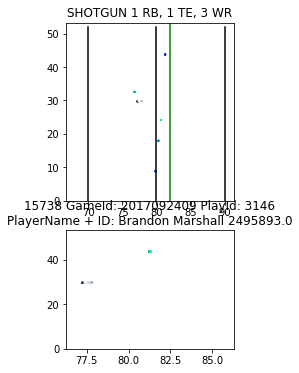 SHOTGUN 1 RB, 1 TE, 3 WR
50
40
30
20
10
0
70 75 80 85 90
15738 GameId: 2017092409 PlayId: 3146
PlayerName + ID: Brandon Marshall 2495893.0
40
20
0
77.5 80.0 82.5 85.0